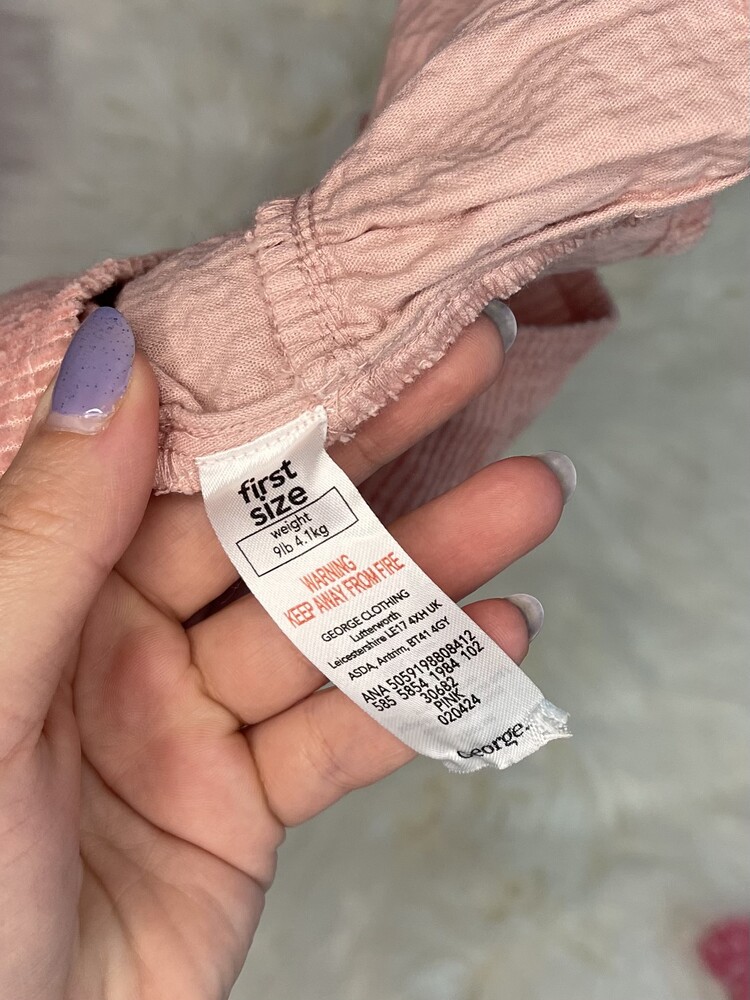 first
size
weight
9lb 4.1kg
WARNING
KEEP AWAY FROM FIRE
GEORGE CLOTHING
Lutterworth
Leicestershire LE17 4XH UK
ASDA, Antrim, BT41 4GY
ANA 5059198808412
585 5854 1984 102
30682
PINK
020424
George.